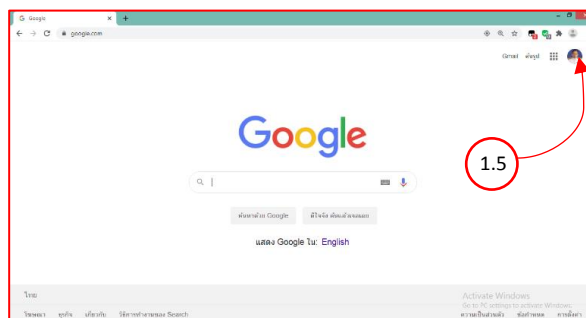 Google
google.com
Gmail ค้นรูป
Google
1.5
ค้นหาด้วย Google ดีใจจัง ค้นแล้วเจอเลย
แสดง Google ใน: English
ไทย
Activate Windows
Go to PC settings to activate Windows.
โฆษณา ธุรกิจ เกี่ยวกับ วิธีการทำงานของ Search ความเป็นส่วนตัว ข้อกำหนด การตั้งค่า